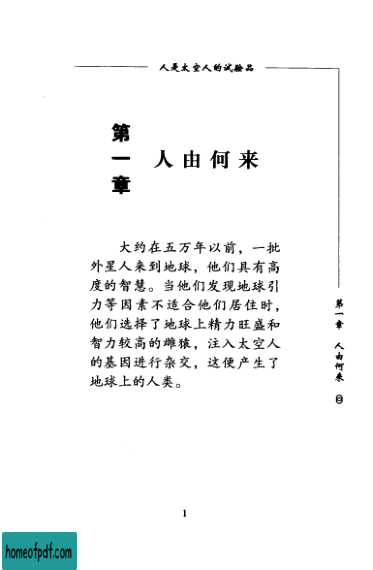 人是太空人的试验品
第一章
人由何来
大约在五万年以前，一批
外星人来到地球，他们具有高
度的智慧。当他们发现地球引
力等因素不适合他们居住时，
他们选择了地球上精力旺盛和
智力较高的雌猿，注入太空人
的基因进行杂交，这便产生了
地球上的人类。
第一章 人由何来
1
homeofpdf.com